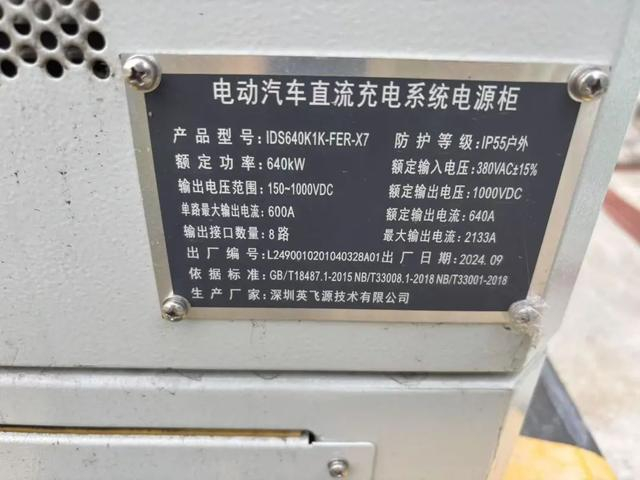 电动汽车直流充电系统电源柜
产品型号:IDS640K1K-FER-X7 防护等级:IP55户外
额定功率:640kW 额定输入电压:380VAC±15%
输出电压范围:150~1000VDC 额定输出电压:1000VDC
单路最大输出电流:600A 额定输出电流:640A
输出接口数量:8路 最大输出电流:2133A
出厂编号:L2490010201040328A01 出厂日期:2024.09
依据标准:GB/T18487.1-2015 NB/T33008.1-2018 NB/T33001-2018
生产厂家:深圳英飞源技术有限公司